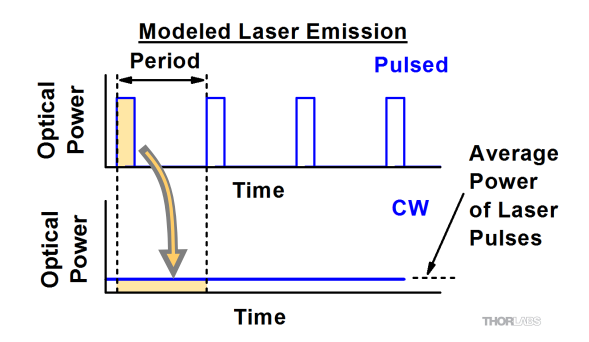 Modeled Laser Emission
Period
Pulsed
Optical
Power
Time
Average
Power
of Laser
Pulses
CW
Optical
Power
Time
THORLABS